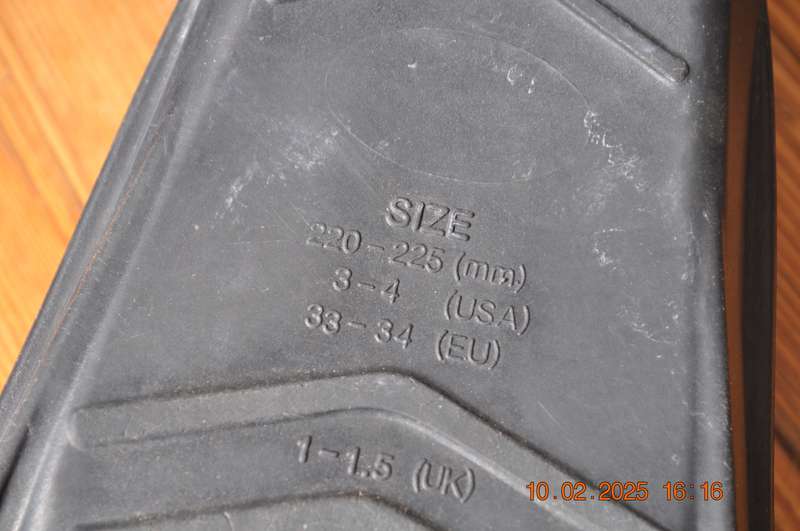 SIZE
220-225 (mm)
3-4 (USA)
33-34 (EU)
1-1.5 (UK)
10.02.2025 16:16